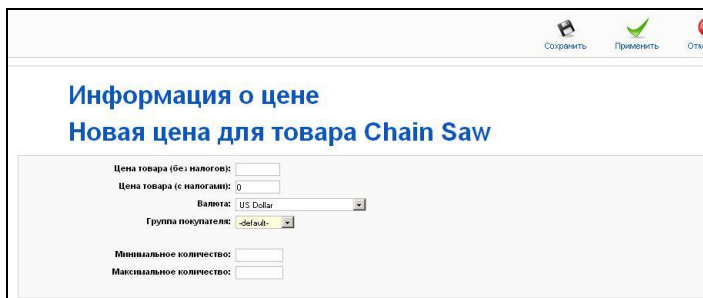 Сохранить Применить
Информация о цене
Новая цена для товара Chain Saw
Цена товара (без налогов):
Цена товара (с налогами): 0
Валюта: US Dollar
Группа покупателя: -default-
Минимальное количество:
Максимальное количество: